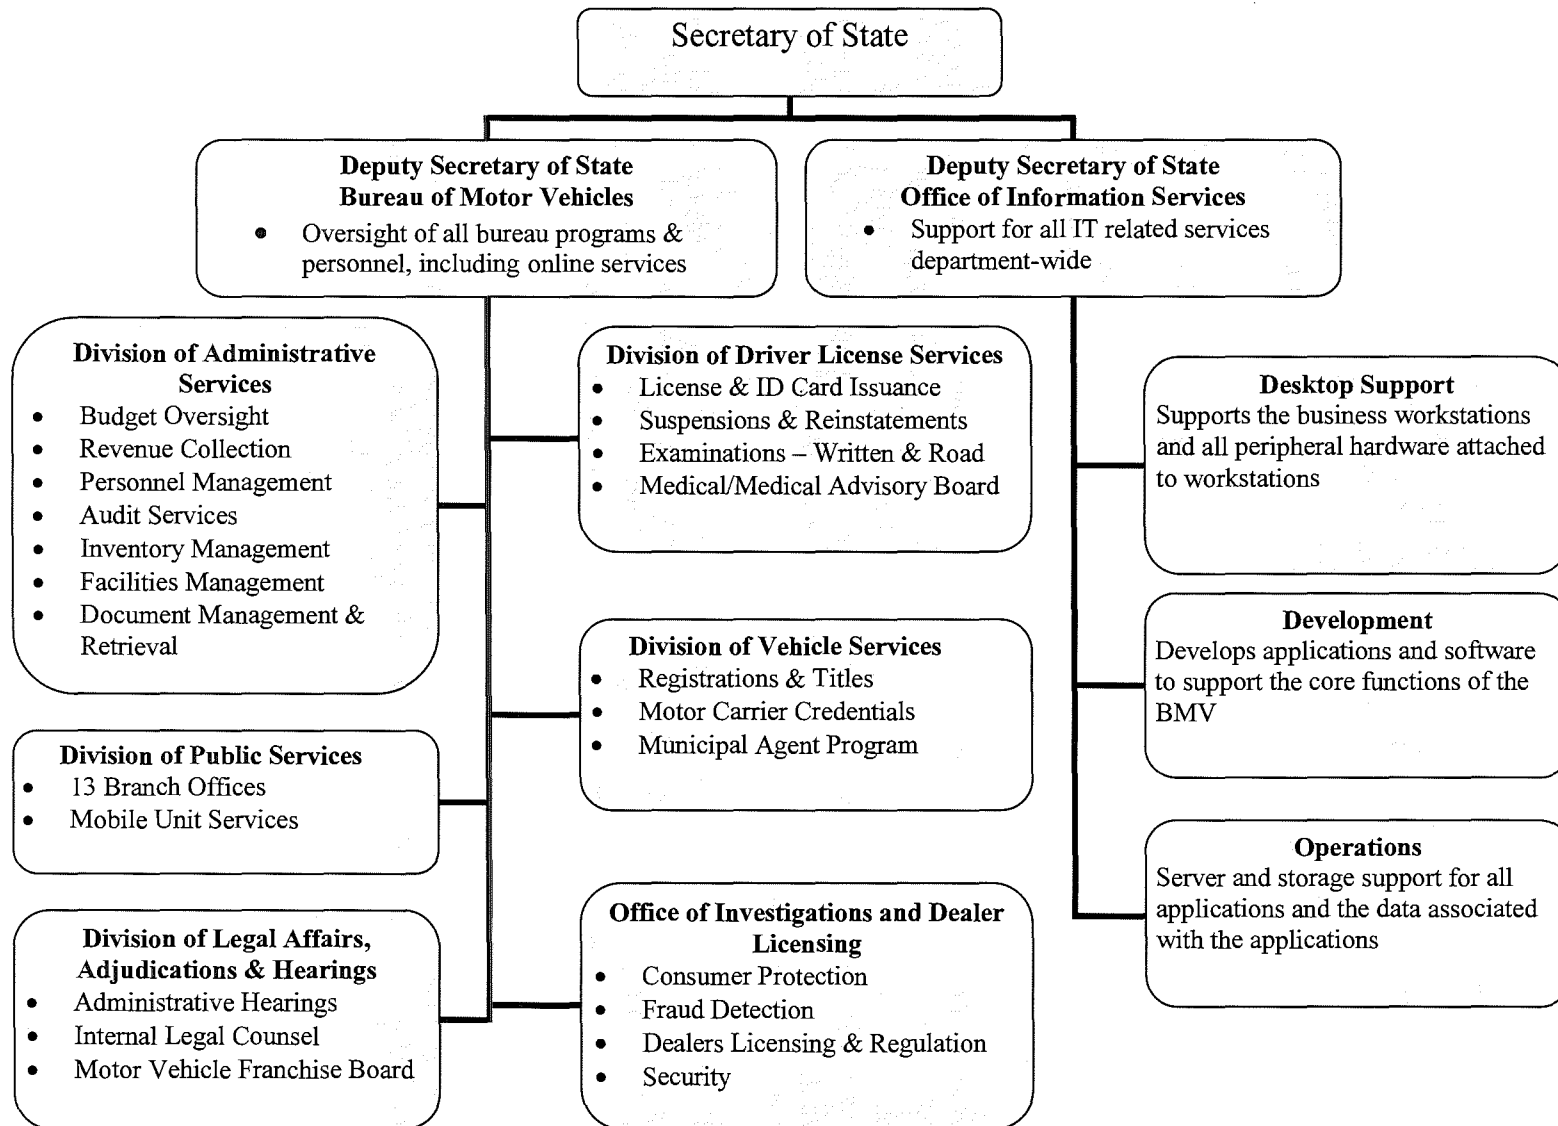 Secretary of State
Deputy Secretary of State
Bureau of Motor Vehicles
• Oversight of all bureau programs &
personnel, including online services
Deputy Secretary of State
Office of Information Services
• Support for all IT related services
department-wide
Division of Administrative
Services
• Budget Oversight
• Revenue Collection
• Personnel Management
• Audit Services
• Inventory Management
• Facilities Management
• Document Management &
Retrieval
Division of Public Services
• 13 Branch Offices
• Mobile Unit Services
Division of Legal Affairs,
Adjudications & Hearings
• Administrative Hearings
• Internal Legal Counsel
• Motor Vehicle Franchise Board
Division of Driver License Services
• License & ID Card Issuance
• Suspensions & Reinstatements
• Examinations – Written & Road
• Medical/Medical Advisory Board
Division of Vehicle Services
• Registrations & Titles
• Motor Carrier Credentials
• Municipal Agent Program
Office of Investigations and Dealer
Licensing
• Consumer Protection
• Fraud Detection
• Dealers Licensing & Regulation
• Security
Desktop Support
Supports the business workstations
and all peripheral hardware attached
to workstations
Development
Develops applications and software
to support the core functions of the
BMV
Operations
Server and storage support for all
applications and the data associated
with the applications